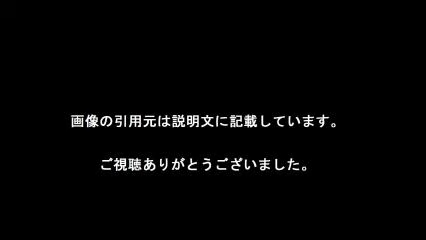 画像の引用元は説明文に記載しています。
ご視聴ありがとうございました。